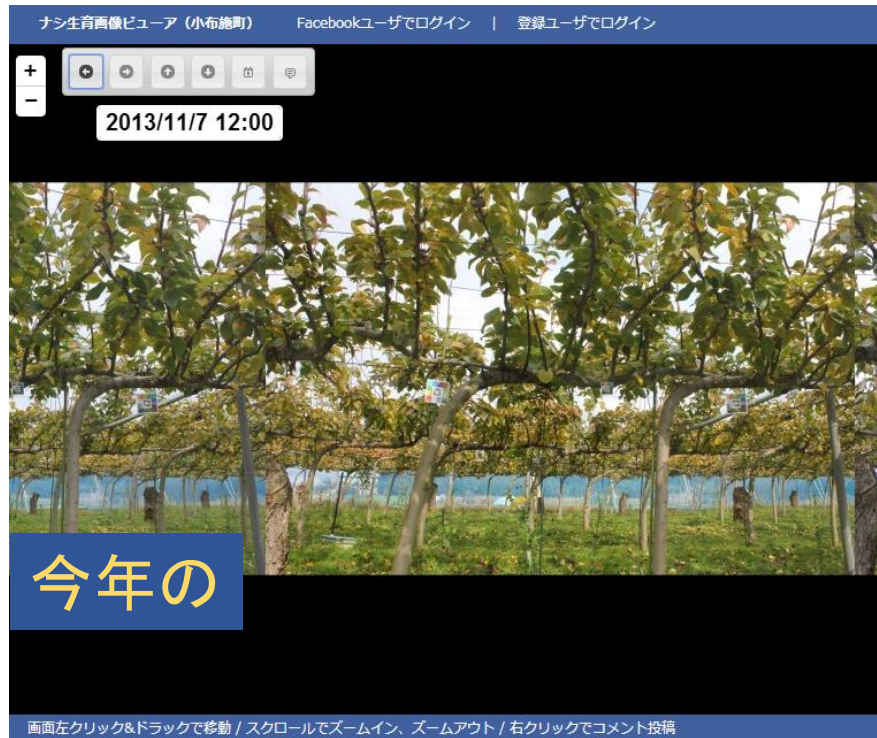 ナシ生育画像ビューア（小布施町） Facebookユーザでログイン | 登録ユーザでログイン
+
−
2013/11/7 12:00
今年の
画面左クリック&ドラックで移動 / スクロールでズームイン、ズームアウト / 右クリックでコメント投稿